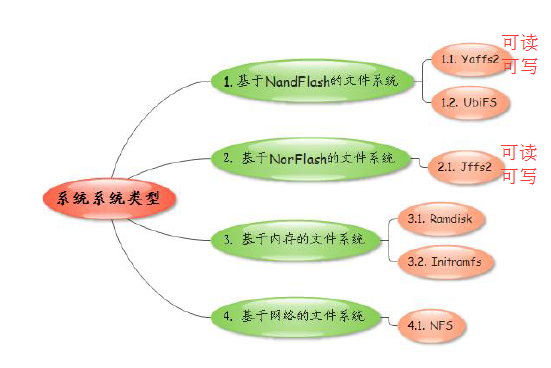 系统系统类型
1. 基于NandFlash的文件系统
1.1. Yaffs2
可读
可写
1.2. UbiFS
2. 基于NorFlash的文件系统
2.1. Jffs2
可读
可写
3. 基于内存的文件系统
3.1. Ramdisk
3.2. Initramfs
4. 基于网络的文件系统
4.1. NFS